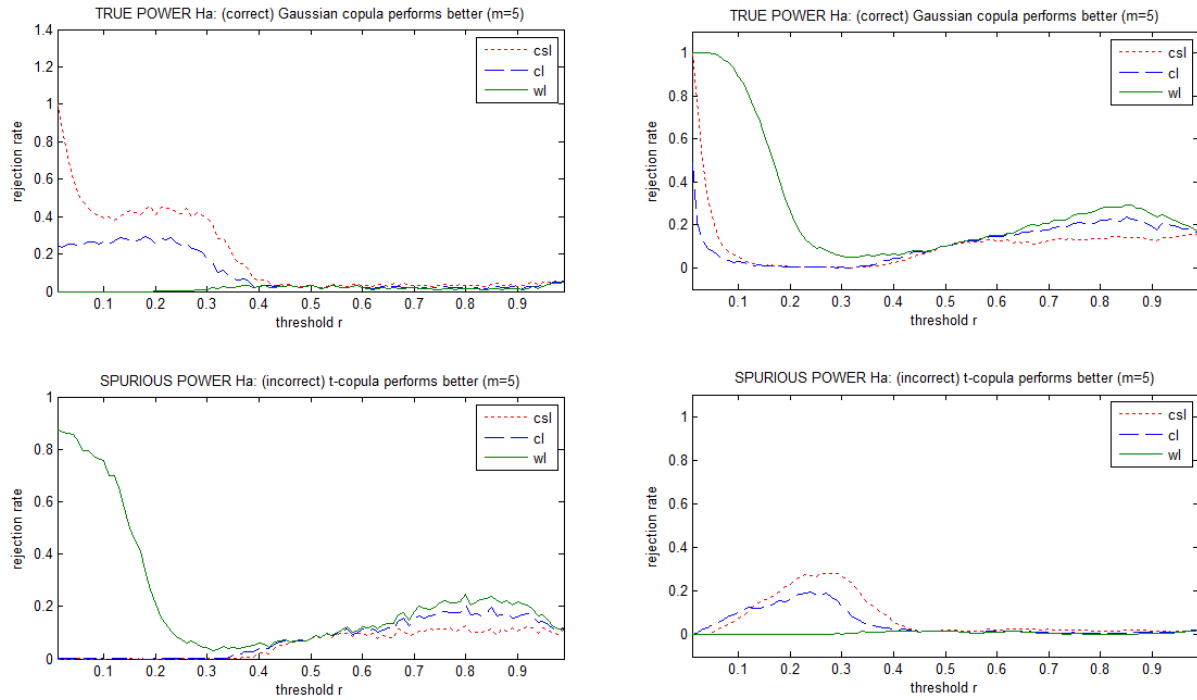 TRUE POWER Ha: (correct) Gaussian copula performs better (m=5)
1.4
1.2
1
0.8
0.6
0.4
0.2
0
rejection rate
csl
cl
wl
0.1 0.2 0.3 0.4 0.5 0.6 0.7 0.8 0.9
threshold r
TRUE POWER Ha: (correct) Gaussian copula performs better (m=5)
1
0.8
0.6
0.4
0.2
0
rejection rate
csl
cl
wl
0.1 0.2 0.3 0.4 0.5 0.6 0.7 0.8 0.9
threshold r
SPURIOUS POWER Ha: (incorrect) t-copula performs better (m=5)
1
0.8
0.6
0.4
0.2
0
rejection rate
csl
cl
wl
0.1 0.2 0.3 0.4 0.5 0.6 0.7 0.8 0.9
threshold r
SPURIOUS POWER Ha: (incorrect) t-copula performs better (m=5)
1
0.8
0.6
0.4
0.2
0
rejection rate
csl
cl
wl
0.1 0.2 0.3 0.4 0.5 0.6 0.7 0.8 0.9
threshold r